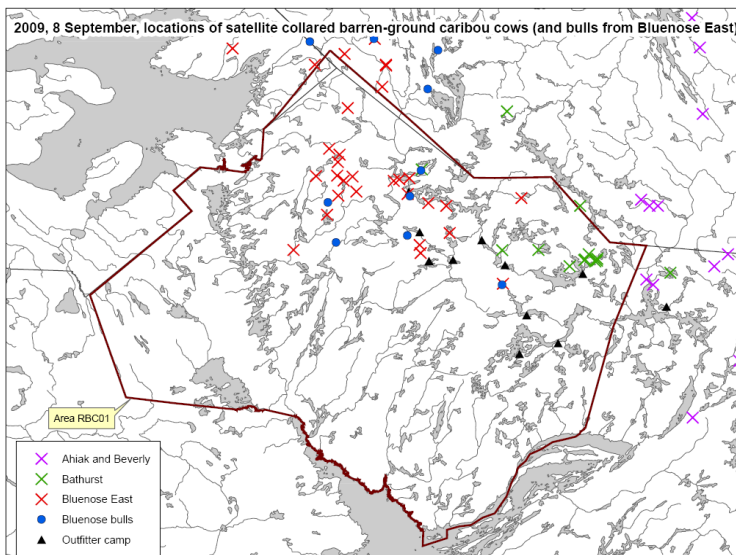 2009, 8 September, locations of satellite collared barren-ground caribou cows (and bulls from Bluenose East)
Area RBC01
Ahiak and Beverly
Bathurst
Bluenose East
Bluenose bulls
Outfitter camp